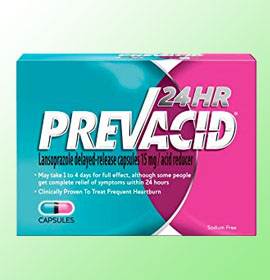 24HR
PREVACID®
Lansoprazole delayed-release capsules 15 mg / acid reducer
• May take 1 to 4 days for full effect, although some people
get complete relief of symptoms within 24 hours
• Clinically Proven To Treat Frequent Heartburn
CAPSULES
Sodium Free